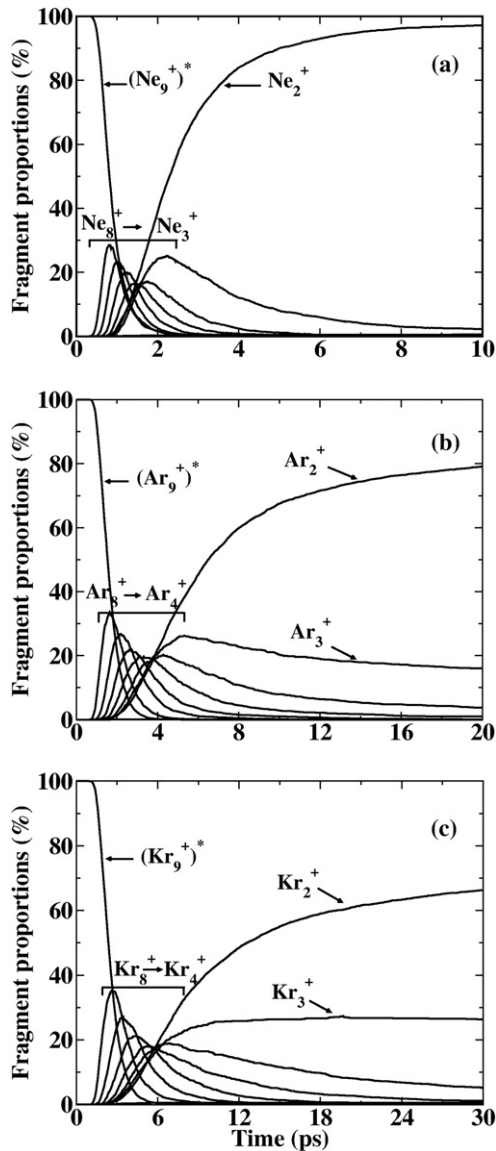 100
(a)
80
(Ne9+)*
Ne2+
60
Fragment proportions (%)
40
Ne8+ → Ne3+
20
0
0 2 4 6 8 10
100
(b)
80
Ar2+
(Ar9+)*
60
Fragment proportions (%)
40
Ar8+ → Ar4+
Ar3+
20
0
0 4 8 12 16 20
100
(c)
80
(Kr9+)*
Kr2+
60
Fragment proportions (%)
40
Kr8+ → Kr4+
Kr3+
20
0
0 6 12 18 24 30
Time (ps)